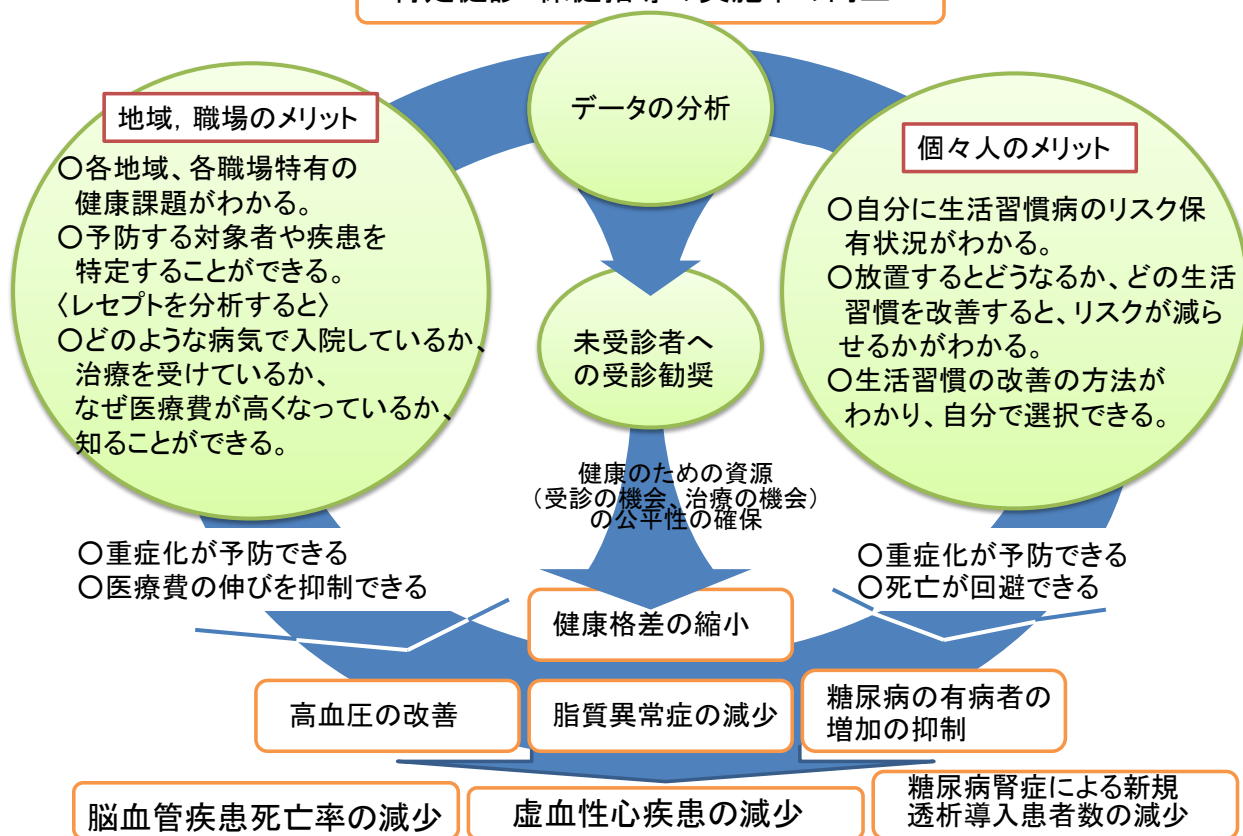 データの分析
地域，職場のメリット
〇各地域、各職場特有の
健康課題がわかる。
〇予防する対象者や疾患を
特定することができる。
〈レセプトを分析すると〉
〇どのような病気で入院しているか、
治療を受けているか、
なぜ医療費が高くなっているか、
知ることができる。
個々人のメリット
〇自分に生活習慣病のリスク保
有状況がわかる。
〇放置するとどうなるか、どの生活
習慣を改善すると、リスクが減ら
せるかがわかる。
〇生活習慣の改善の方法が
わかり、自分で選択できる。
未受診者へ
の受診勧奨
健康のための資源
（受診の機会、治療の機会）
の公平性の確保
〇重症化が予防できる
〇医療費の伸びを抑制できる
〇重症化が予防できる
〇死亡が回避できる
健康格差の縮小
高血圧の改善
脂質異常症の減少
糖尿病の有病者の
増加の抑制
脳血管疾患死亡率の減少
虚血性心疾患の減少
糖尿病腎症による新規
透析導入患者数の減少